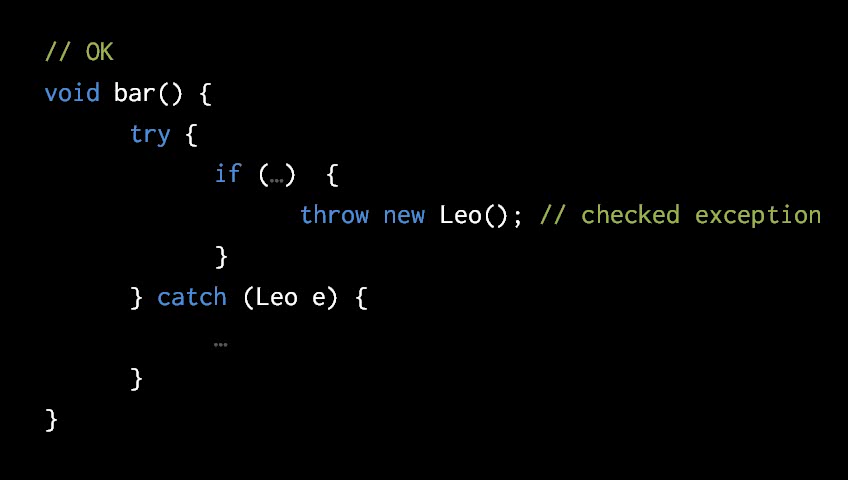 // OK
void bar() {
try {
if (…) {
throw new Leo(); // checked exception
}
} catch (Leo e) {
…
}
}